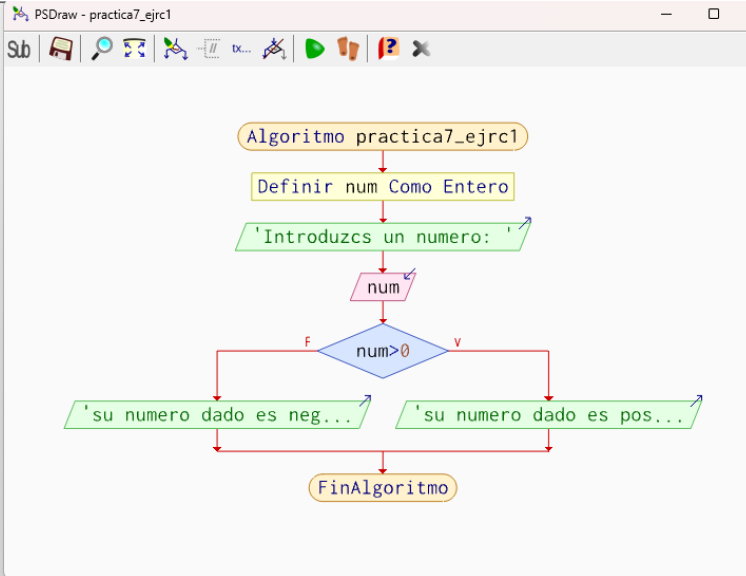 PSDraw - practica7_ejrc1
Sub // tx... ?
Algoritmo practica7_ejrc1
Definir num Como Entero
'Introduzcs un numero: '
num
F num>0 V
'su numero dado es neg... 'su numero dado es pos...
FinAlgoritmo